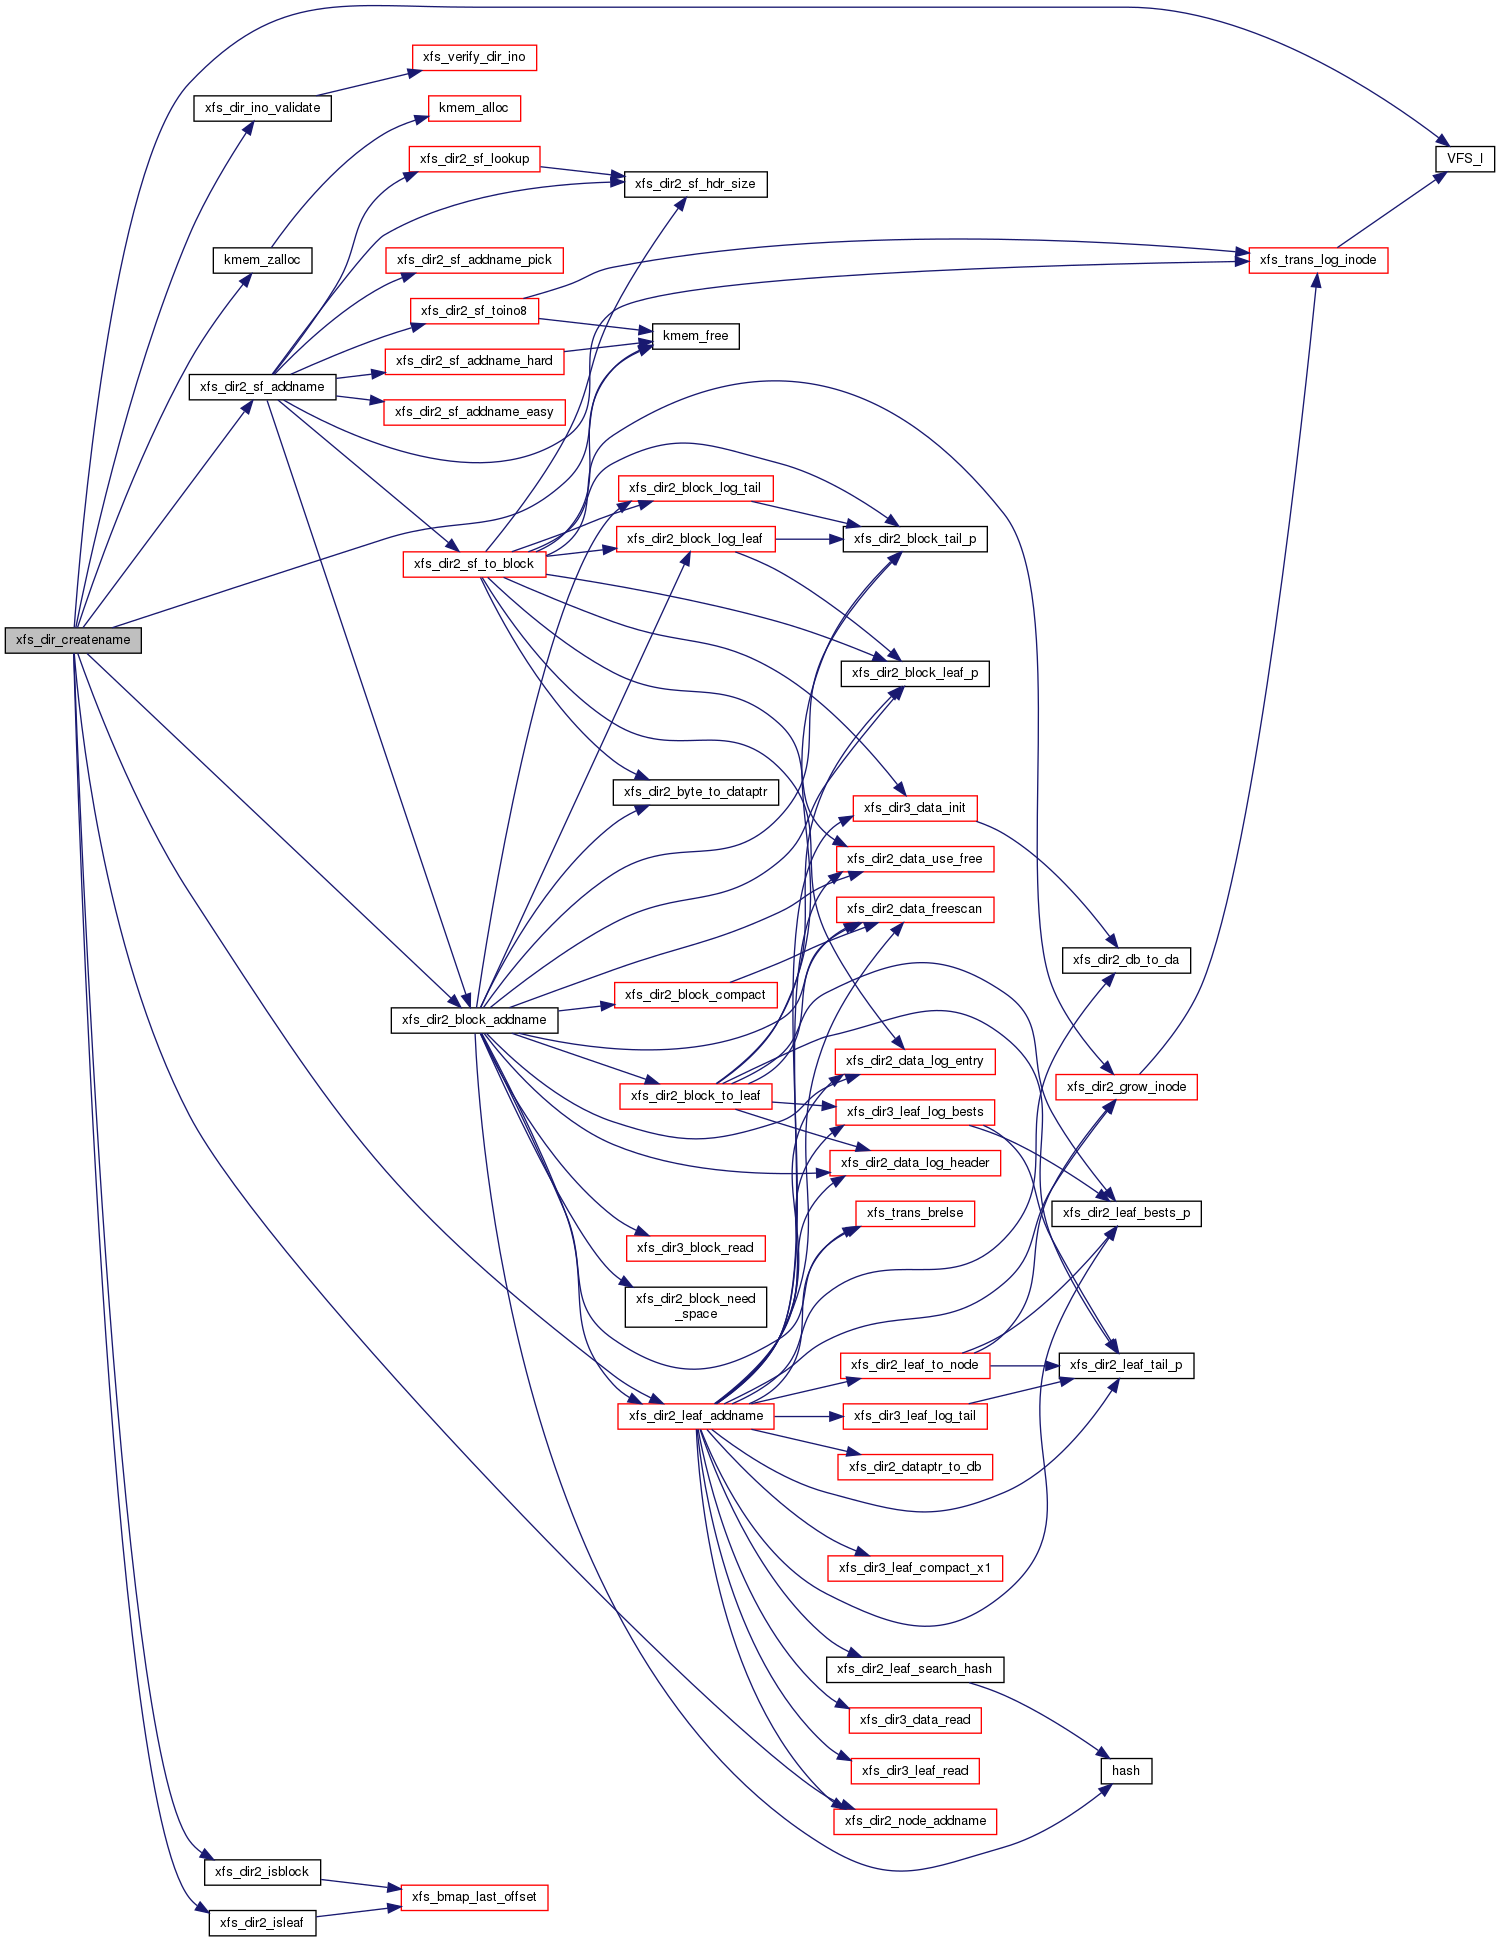 xfs_verify_dir_ino
xfs_dir_ino_validate
kmem_alloc
xfs_dir2_sf_lookup
VFS_I
xfs_dir2_sf_hdr_size
kmem_zalloc
xfs_dir2_sf_addname_pick
xfs_trans_log_inode
xfs_dir2_sf_toino8
kmem_free
xfs_dir2_sf_addname_hard
xfs_dir2_sf_addname
xfs_dir2_sf_addname_easy
xfs_dir2_block_log_tail
xfs_dir2_block_log_leaf
xfs_dir2_block_tail_p
xfs_dir2_sf_to_block
xfs_dir_createname
xfs_dir2_block_leaf_p
xfs_dir2_byte_to_dataptr
xfs_dir3_data_init
xfs_dir2_data_use_free
xfs_dir2_data_freescan
xfs_dir2_db_to_da
xfs_dir2_block_compact
xfs_dir2_block_addname
xfs_dir2_data_log_entry
xfs_dir2_grow_inode
xfs_dir2_block_to_leaf
xfs_dir3_leaf_log_bests
xfs_dir2_data_log_header
xfs_trans_brelse
xfs_dir2_leaf_bests_p
xfs_dir3_block_read
xfs_dir2_block_need
_space
xfs_dir2_leaf_to_node
xfs_dir2_leaf_tail_p
xfs_dir2_leaf_addname
xfs_dir3_leaf_log_tail
xfs_dir2_dataptr_to_db
xfs_dir3_leaf_compact_x1
xfs_dir2_leaf_search_hash
xfs_dir3_data_read
xfs_dir3_leaf_read
hash
xfs_dir2_node_addname
xfs_dir2_isblock
xfs_bmap_last_offset
xfs_dir2_isleaf